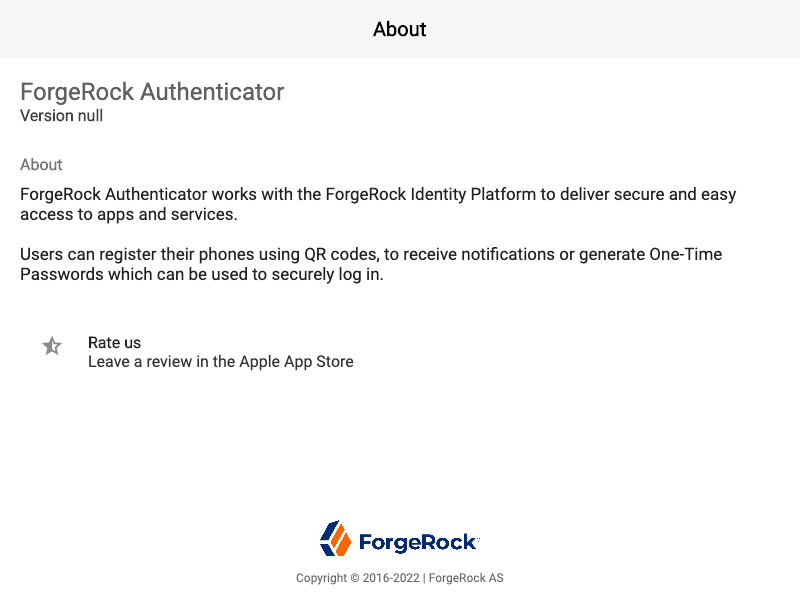 About
ForgeRock Authenticator
Version null
About
ForgeRock Authenticator works with the ForgeRock Identity Platform to deliver secure and easy
access to apps and services.
Users can register their phones using QR codes, to receive notifications or generate One-Time
Passwords which can be used to securely log in.
Rate us
Leave a review in the Apple App Store
ForgeRock
Copyright © 2016-2022 | ForgeRock AS